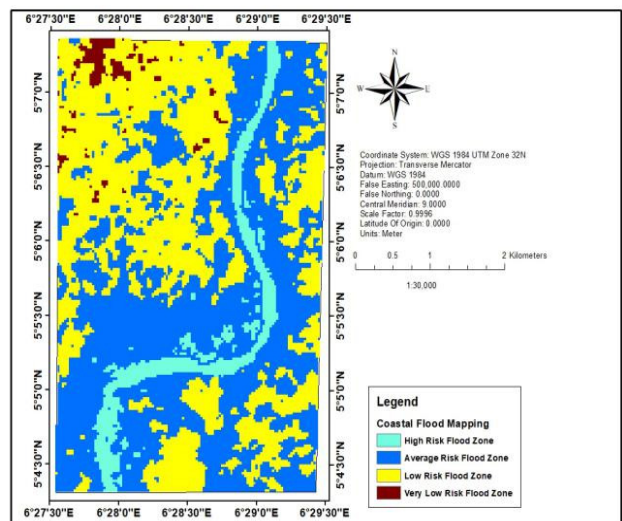 6°27'30"E 6°28'0"E 6°28'30"E 6°29'0"E 6°29'30"E
5°7'0"N 5°7'0"N
5°6'30"N 5°6'30"N
5°6'0"N 5°6'0"N
5°5'30"N 5°5'30"N
5°5'0"N 5°5'0"N
5°4'30"N 5°4'30"N
6°27'30"E 6°28'0"E 6°28'30"E 6°29'0"E 6°29'30"E
N
W E
S
Coordinate System: WGS 1984 UTM Zone 32N
Projection: Transverse Mercator
Datum: WGS 1984
False Easting: 500,000.0000
False Northing: 0.0000
Central Meridian: 9.0000
Scale Factor: 0.9996
Latitude Of Origin: 0.0000
Units: Meter
0 0.5 1 2 Kilometers
1:30,000
Legend
Coastal Flood Mapping
High Risk Flood Zone
Average Risk Flood Zone
Low Risk Flood Zone
Very Low Risk Flood Zone